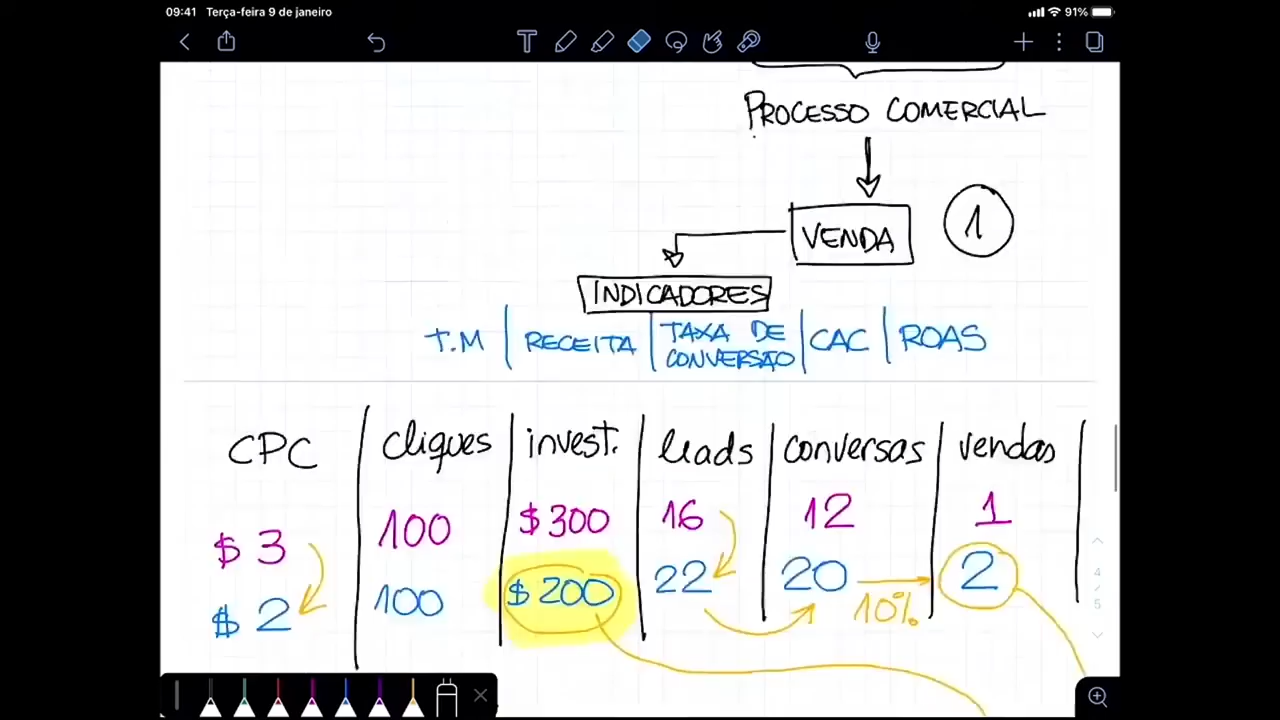 09:41 Terça-feira 9 de janeiro
91%
PROCESSO COMERCIAL
VENDA
1
INDICADORES
T.M | RECEITA | TAXA DE CONVERSÃO | CAC | ROAS
CPC cliques invest. leads conversas vendas
$ 3 100 $ 300 16 12 1
$ 2 100 $ 200 22 20 2
10%
4
5